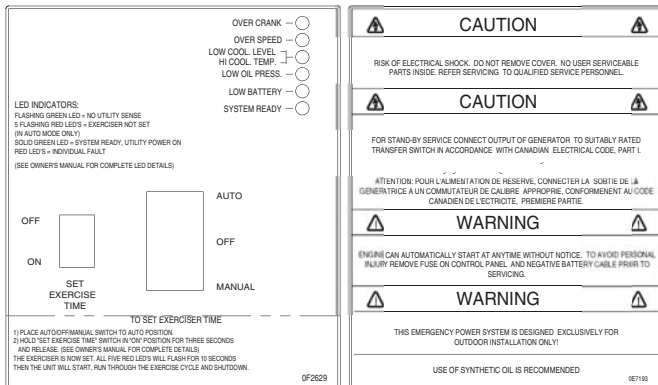 OVER CRANK
OVER SPEED
LOW COOL. LEVEL
HI COOL. TEMP.
LOW OIL PRESS.
LOW BATTERY
SYSTEM READY
LED INDICATORS:
FLASHING GREEN LED = NO UTILITY SENSE
5 FLASHING RED LED'S = EXERCISER NOT SET
(IN AUTO MODE ONLY)
SOLID GREEN LED = SYSTEM READY, UTILITY POWER ON
RED LED'S = INDIVIDUAL FAULT
(SEE OWNER'S MANUAL FOR COMPLETE LED DETAILS)
OFF
ON
SET
EXERCISE
TIME
AUTO
OFF
MANUAL
TO SET EXERCISER TIME
1) PLACE AUTO/OFF/MANUAL SWITCH TO AUTO POSITION.
2) HOLD "SET EXERCISE TIME" SWITCH IN "ON" POSITION FOR THREE SECONDS
AND RELEASE. (SEE OWNER'S MANUAL FOR COMPLETE DETAILS)
THE EXERCISER IS NOW SET. ALL FIVE RED LED'S WILL FLASH FOR 10 SECONDS
THEN THE UNIT WILL START, RUN THROUGH THE EXERCISE CYCLE AND SHUTDOWN.
0F2629
CAUTION
RISK OF ELECTRICAL SHOCK. DO NOT REMOVE COVER. NO USER SERVICEABLE
PARTS INSIDE. REFER SERVICING TO QUALIFIED SERVICE PERSONNEL.
CAUTION
FOR STAND-BY SERVICE CONNECT OUTPUT OF GENERATOR TO SUITABLY RATED
TRANSFER SWITCH IN ACCORDANCE WITH CANADIAN ELECTRICAL CODE, PART I.
ATTENTION: POUR L'ALIMENTATION DE RESERVE, CONNECTER LA SOBTIE DE LA
GENERATRICE A UN COMMUTATEUR DE CALIBRE APPROPRIE, CONFORMENENT AU CODE
CANADIEN DE L'ECTRICITE, PREMIERE PARTIE.
WARNING
ENGINE CAN AUTOMATICALLY START AT ANYTIME WITHOUT NOTICE. TO AVOID PERSONAL
INJURY REMOVE FUSE ON CONTROL PANEL AND NEGATIVE BATTERY CABLE PRIOR TO
SERVICING.
WARNING
THIS EMERGENCY POWER SYSTEM IS DESIGNED EXCLUSIVELY FOR
OUTDOOR INSTALLATION ONLY!
USE OF SYNTHETIC OIL IS RECOMMENDED
0E7193